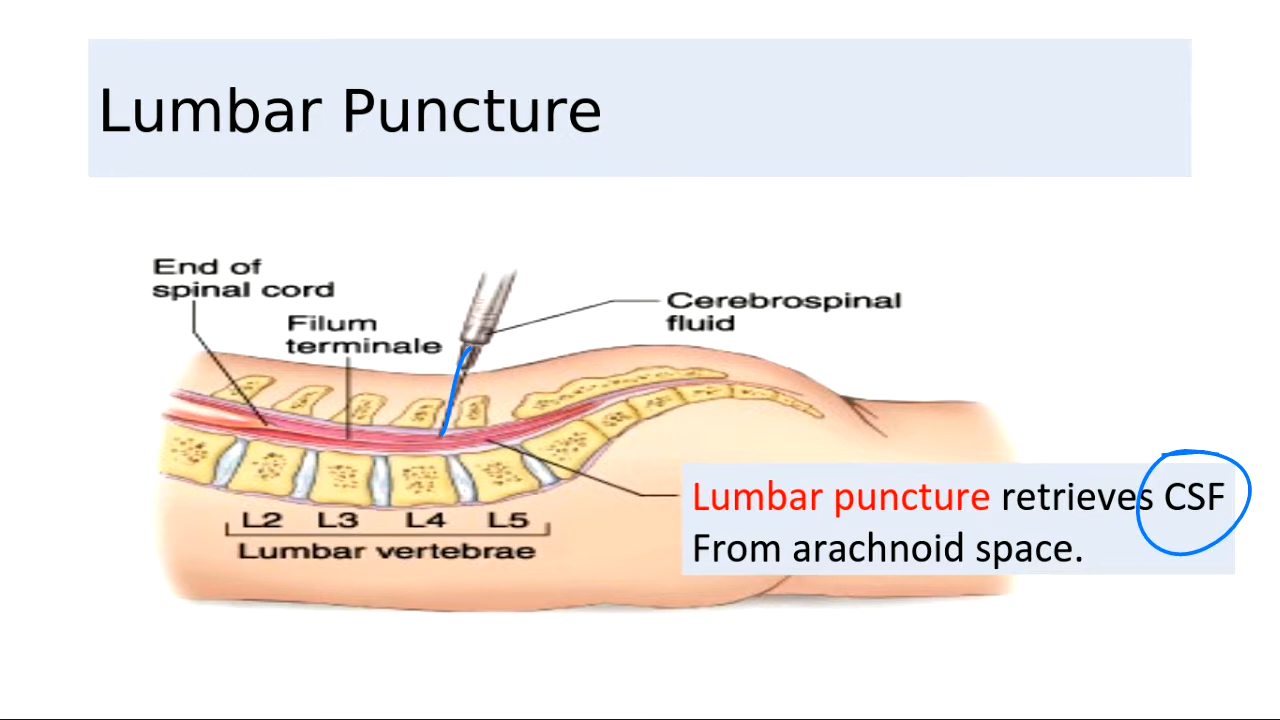 Lumbar Puncture
End of
spinal cord
Filum
terminale
Cerebrospinal
fluid
Lumbar puncture retrieves CSF
From arachnoid space.
L2 L3 L4 L5
Lumbar vertebrae